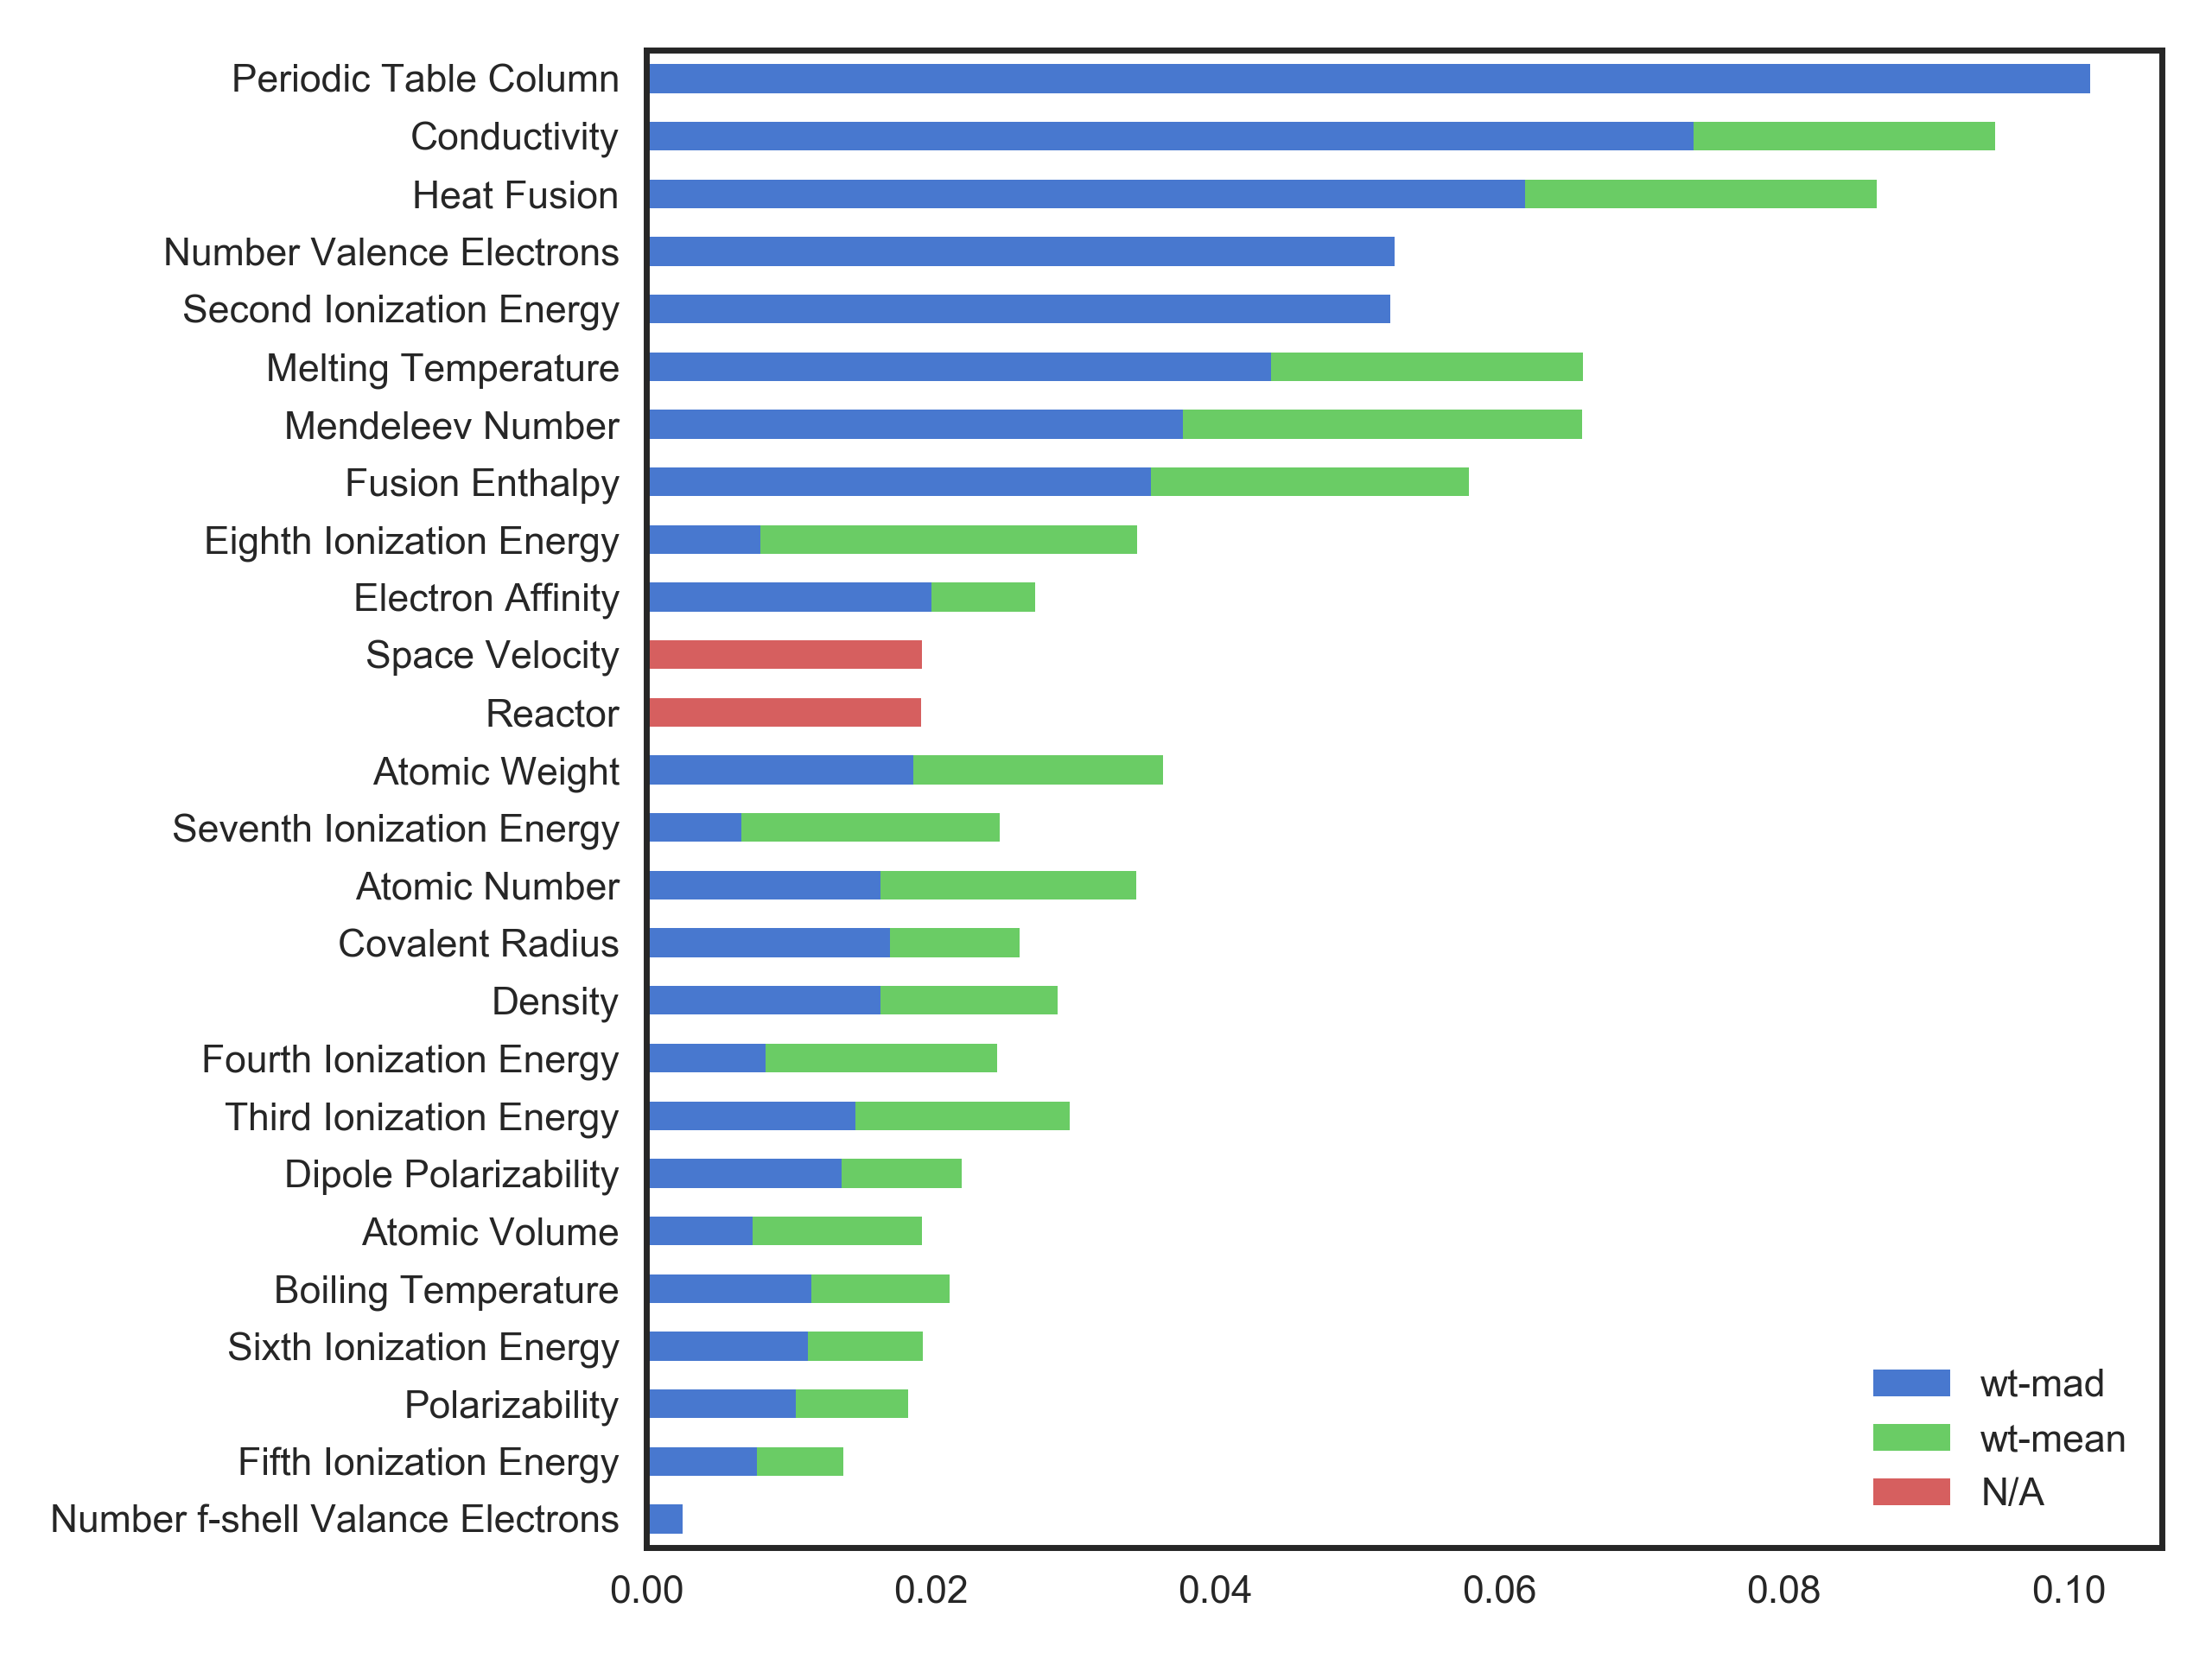 Periodic Table Column
Conductivity
Heat Fusion
Number Valence Electrons
Second Ionization Energy
Melting Temperature
Mendeleev Number
Fusion Enthalpy
Eighth Ionization Energy
Electron Affinity
Space Velocity
Reactor
Atomic Weight
Seventh Ionization Energy
Atomic Number
Covalent Radius
Density
Fourth Ionization Energy
Third Ionization Energy
Dipole Polarizability
Atomic Volume
Boiling Temperature
Sixth Ionization Energy
Polarizability
Fifth Ionization Energy
Number f-shell Valance Electrons
wt-mad
wt-mean
N/A
0.00 0.02 0.04 0.06 0.08 0.10